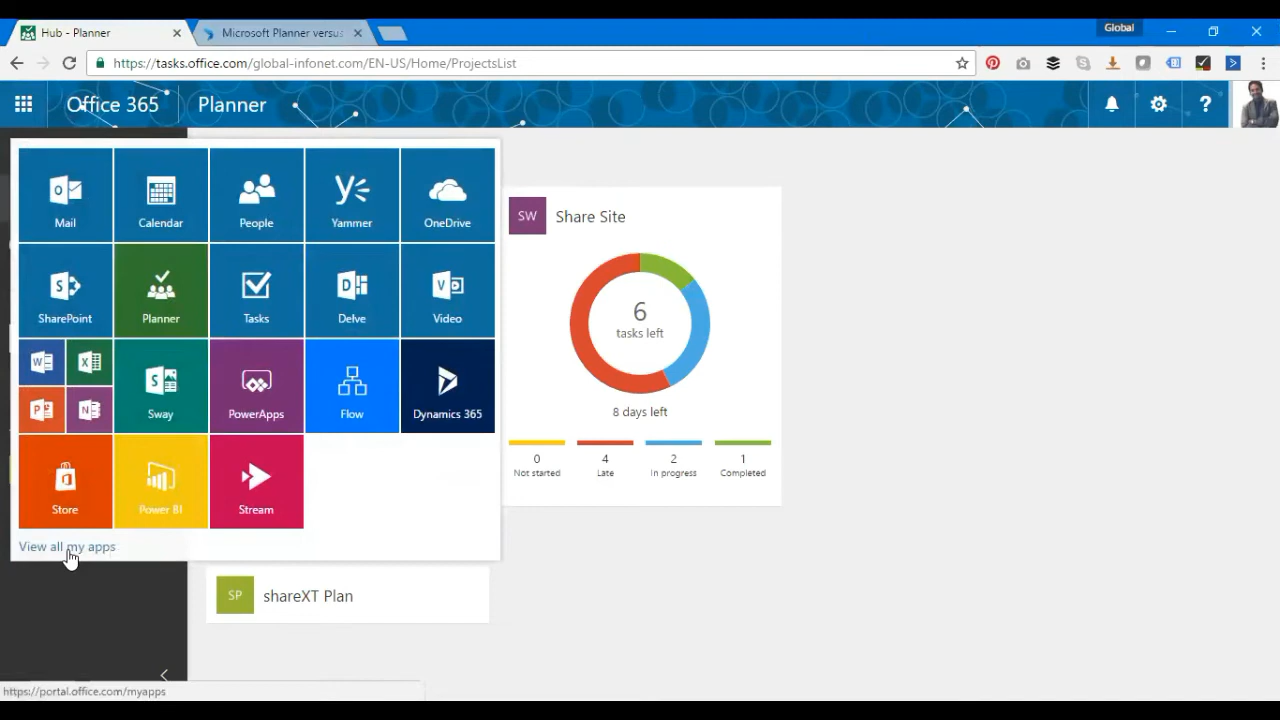 Hub - Planner
Microsoft Planner versus
Global
https://tasks.office.com/global-infonet.com/EN-US/Home/ProjectsList
Office 365
Planner
Mail
Calendar
People
Yammer
OneDrive
SharePoint
Planner
Tasks
Delve
Video
Sway
PowerApps
Flow
Dynamics 365
Store
Power BI
Stream
View all my apps
SW
Share Site
6
tasks left
8 days left
0
Not started
4
Late
2
In progress
1
Completed
SP
shareXT Plan
https://portal.office.com/myapps